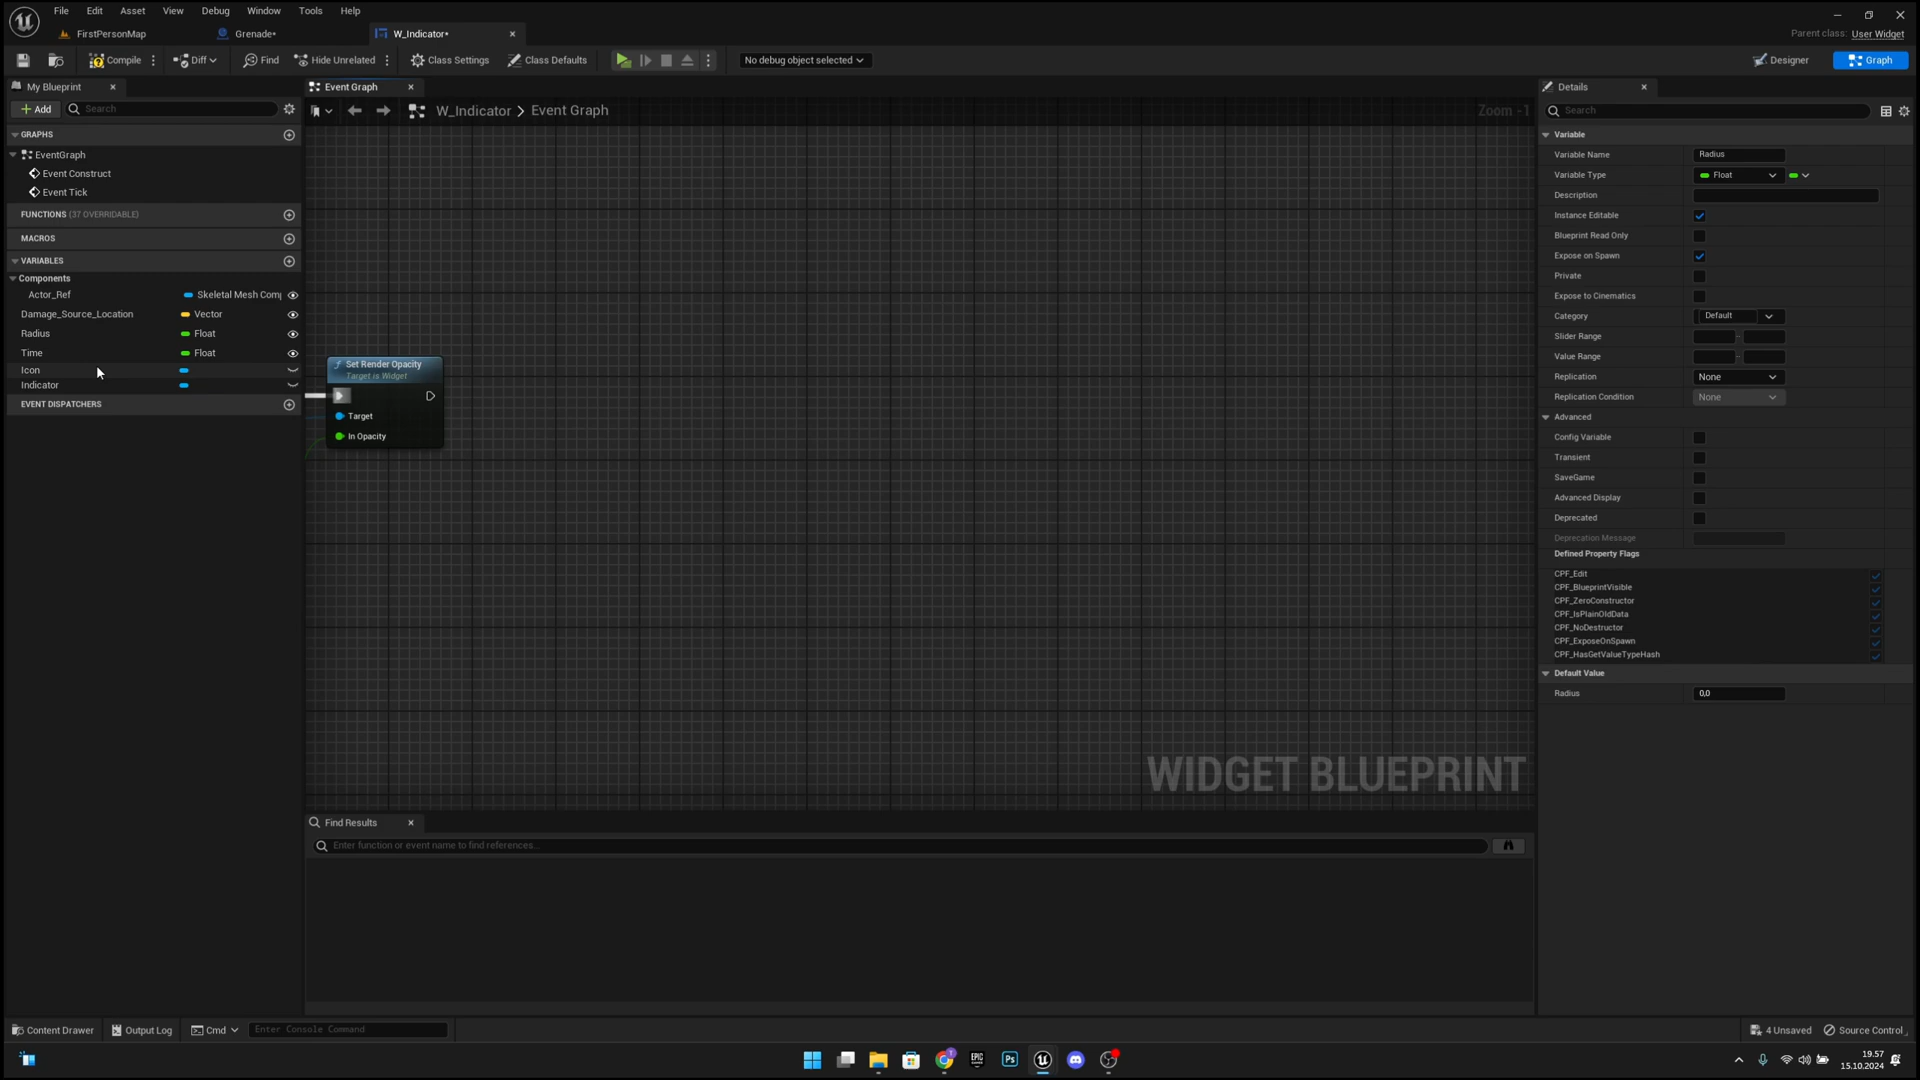 File Edit Asset View Debug Window Tools Help
FirstPersonMap Grenade* W_Indicator*
Parent class: User Widget
Compile Diff Find Hide Unrelated Class Settings Class Defaults No debug object selected Designer Graph
My Blueprint Event Graph Details
Add Search
W_Indicator > Event Graph Zoom -1
Search
GRAPHS
EventGraph
Event Construct
Event Tick
FUNCTIONS (37 OVERRIDABLE)
MACROS
VARIABLES
Components
Actor_Ref Skeletal Mesh Comp
Damage_Source_Location Vector
Radius Float
Time Float
Icon
Indicator
EVENT DISPATCHERS
Set Render Opacity
Target is Widget
Target
In Opacity
WIDGET BLUEPRINT
Variable
Variable Name Radius
Variable Type Float
Description
Instance Editable
Blueprint Read Only
Expose on Spawn
Private
Expose to Cinematics
Category Default
Slider Range
Value Range
Replication None
Replication Condition None
Advanced
Config Variable
Transient
SaveGame
Advanced Display
Deprecated
Deprecation Message
Defined Property Flags
CPF_Edit
CPF_BlueprintVisible
CPF_ZeroConstructor
CPF_IsPlainOldData
CPF_NoDestructor
CPF_ExposeOnSpawn
CPF_HasGetValueTypeHash
Default Value
Radius 0,0
Find Results
Enter function or event name to find references...
Content Drawer Output Log Cmd Enter Console Command 4 Unsaved Source Control
EPIC GAMES Ps
19.57
15.10.2024